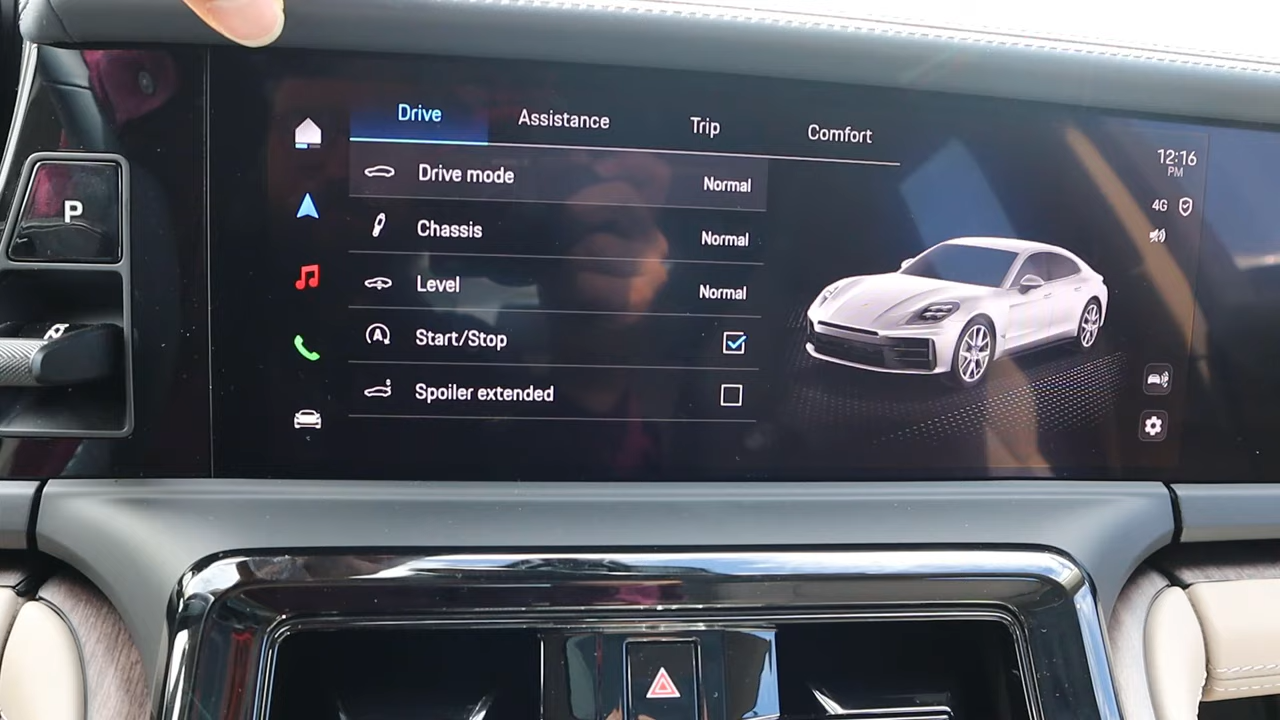 P
Drive
Assistance
Trip
Comfort
Drive mode
Normal
Chassis
Normal
Level
Normal
Start/Stop
Spoiler extended
12:16
PM
4G